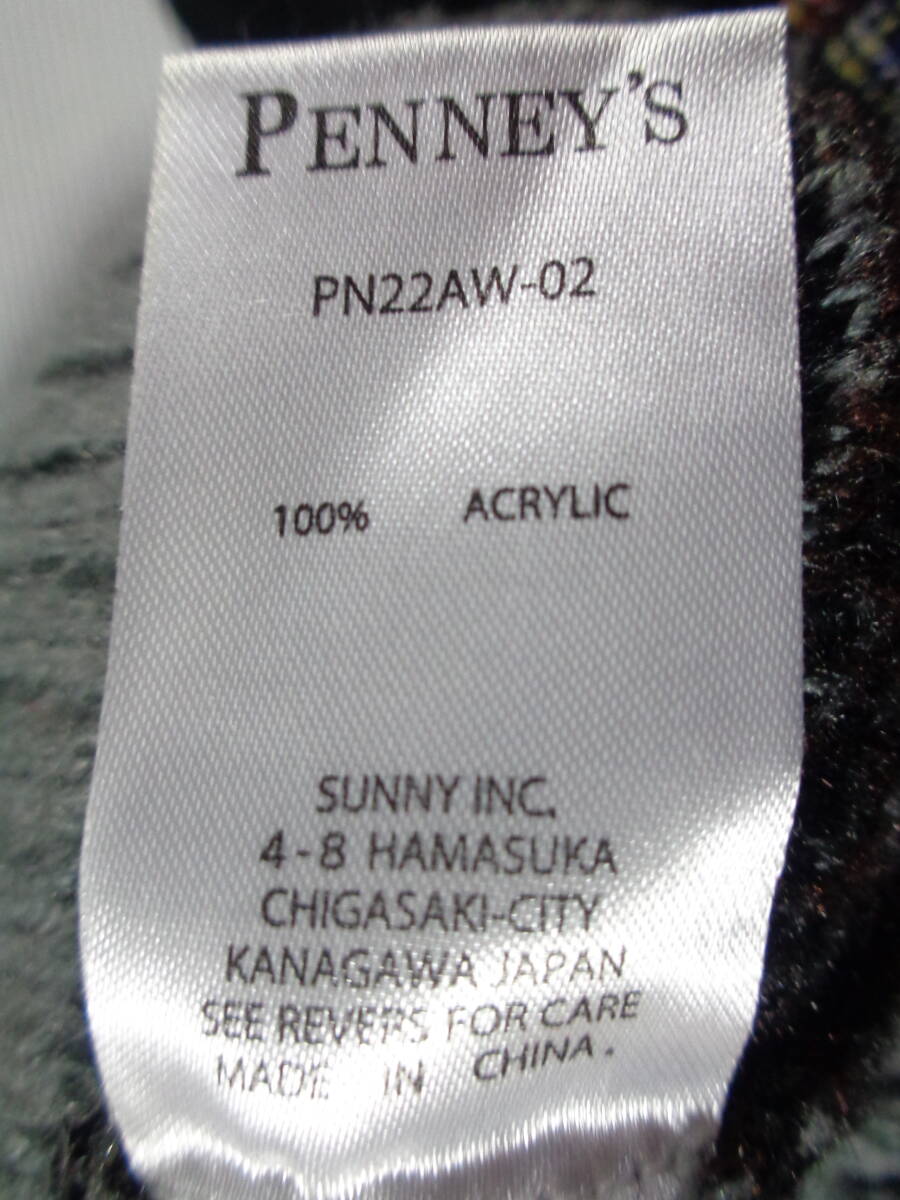 PENNEY'S
PN22AW-02
100% ACRYLIC
SUNNY INC.
4-8 HAMASUKA
CHIGASAKI-CITY
KANAGAWA JAPAN
SEE REVERS FOR CARE
MADE IN CHINA.